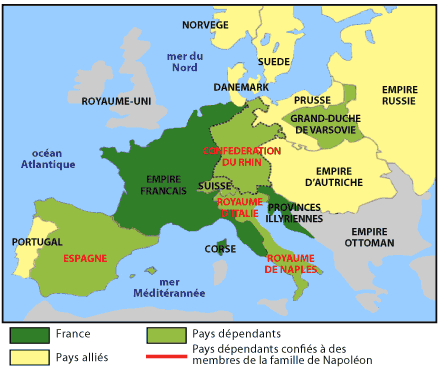 NORVEGE
mer du
Nord
SUEDE
DANEMARK
EMPIRE
RUSSIE
PRUSSE
ROYAUME-UNI
GRAND-DUCHE
DE VARSOVIE
océan
Atlantique
CONFEDERATION
DU RHIN
EMPIRE
FRANCAIS
SUISSE
EMPIRE
D'AUTRICHE
ROYAUME
D'ITALIE
PROVINCES
ILLYRIENNES
EMPIRE
OTTOMAN
PORTUGAL
ESPAGNE
CORSE
ROYAUME
DE NAPLES
mer
Méditérannée
France
Pays dépendants
Pays alliés
Pays dépendants confiés à des
membres de la famille de Napoléon